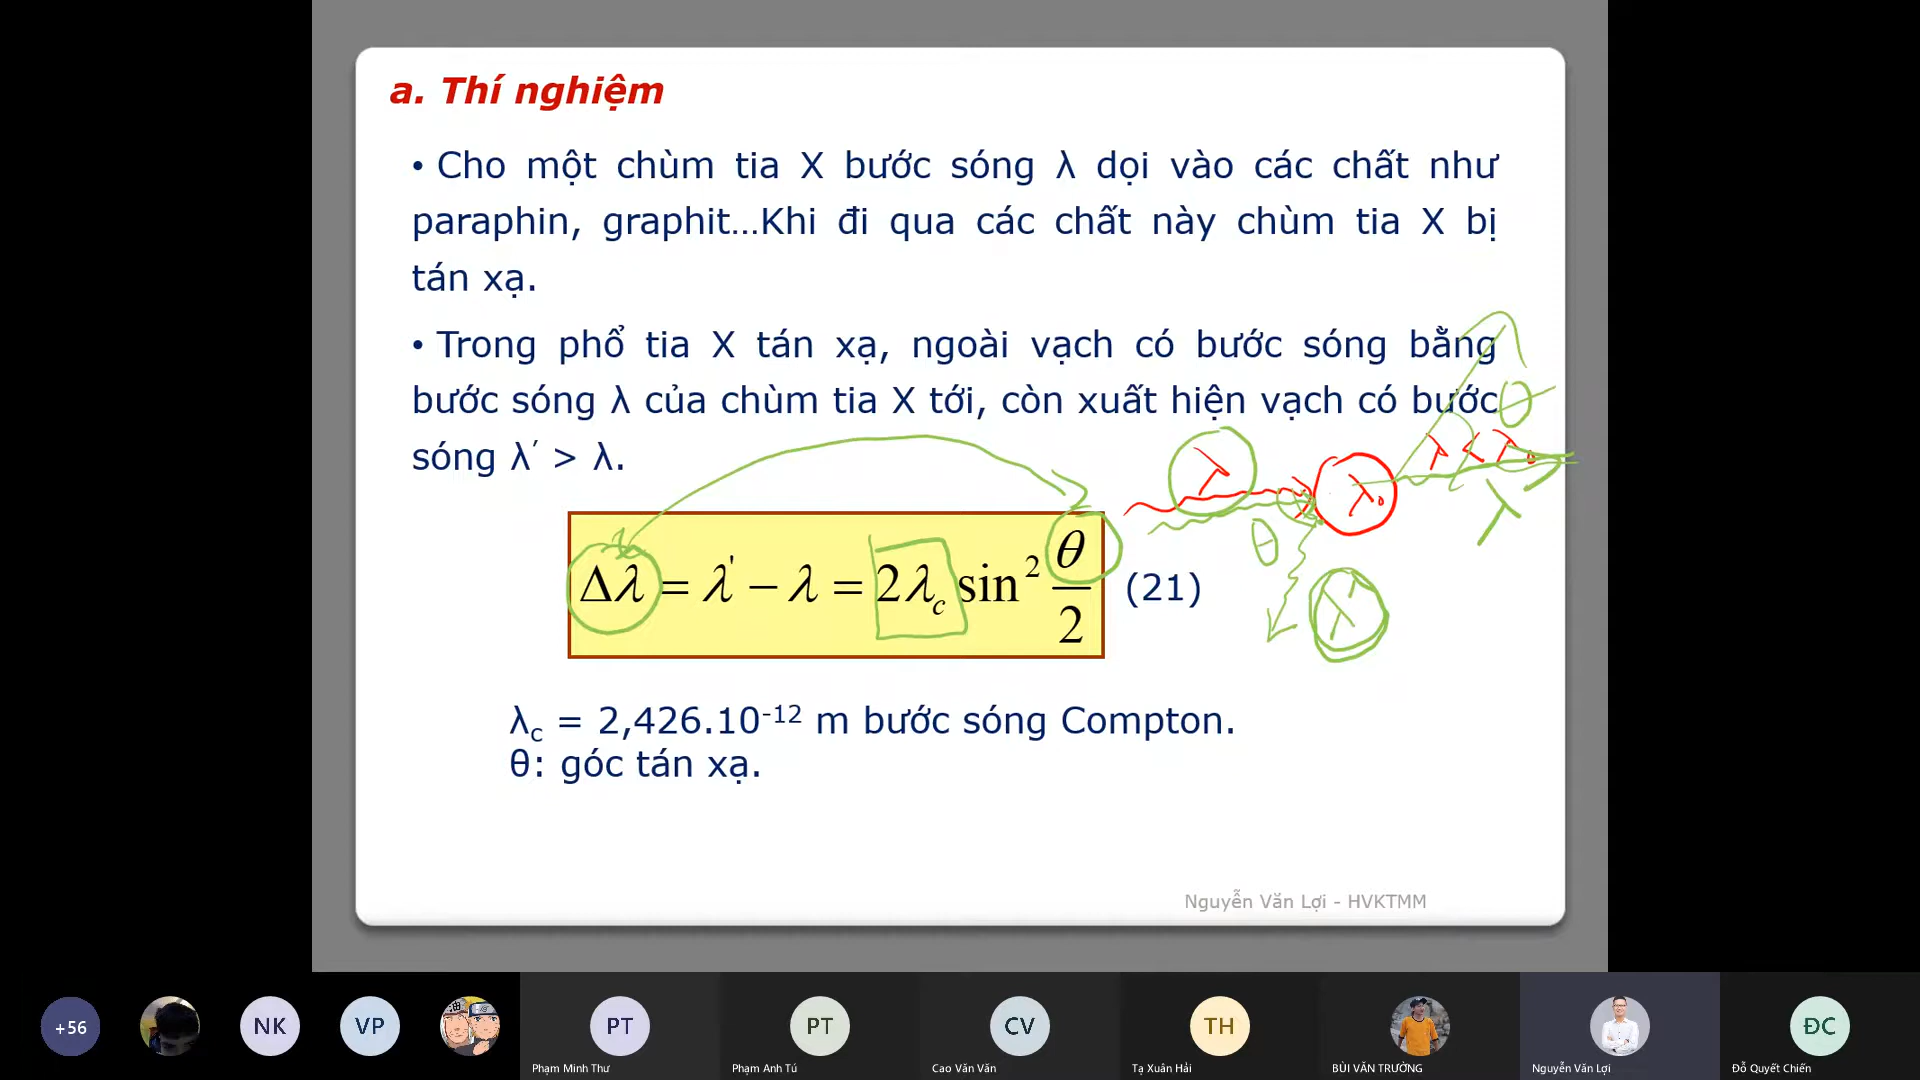 a. Thí nghiệm
• Cho một chùm tia X bước sóng λ dọi vào các chất như
paraphin, graphit...Khi đi qua các chất này chùm tia X bị
tán xạ.
• Trong phổ tia X tán xạ, ngoài vạch có bước sóng bằng
bước sóng λ của chùm tia X tới, còn xuất hiện vạch có bước
sóng λ′ > λ.
θ
λ < λ₀
λ
λ₀
λ
θ
λ'
Δλ = λ' − λ = 2λc sin² θ/2 (21)
λc = 2,426.10⁻¹² m bước sóng Compton.
θ: góc tán xạ.
Nguyễn Văn Lợi - HVKTMM
+56
NK
VP
PT
PT
CV
TH
ĐC
Phạm Minh Thư
Phạm Anh Tú
Cao Văn Văn
Tạ Xuân Hải
BÙI VĂN TRƯỜNG
Nguyễn Văn Lợi
Đỗ Quyết Chiến